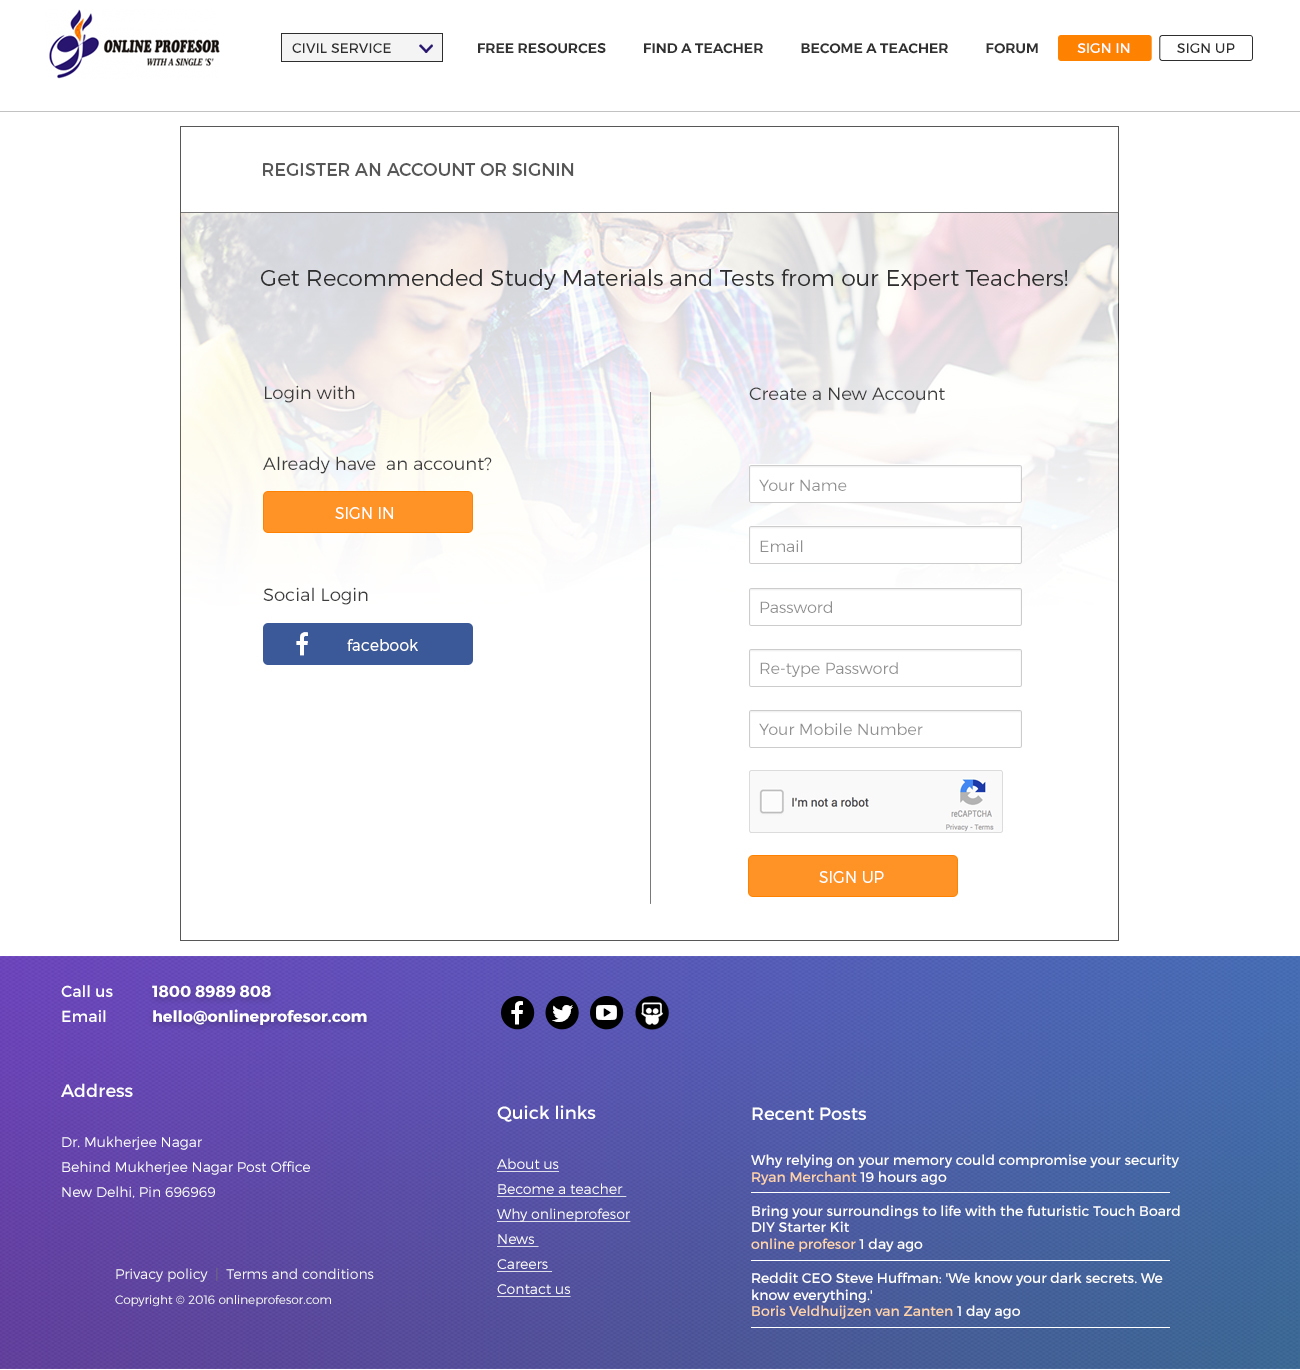 ONLINE PROFESOR
WITH A SINGLE 'S'
CIVIL SERVICE
FREE RESOURCES
FIND A TEACHER
BECOME A TEACHER
FORUM
SIGN IN
SIGN UP
REGISTER AN ACCOUNT OR SIGNIN
Get Recommended Study Materials and Tests from our Expert Teachers!
Login with
Already have an account?
SIGN IN
Social Login
facebook
Create a New Account
Your Name
Email
Password
Re-type Password
Your Mobile Number
I'm not a robot
reCAPTCHA
Privacy - Terms
SIGN UP
Call us 1800 8989 808
Email hello@onlineprofesor.com
Address
Dr. Mukherjee Nagar
Behind Mukherjee Nagar Post Office
New Delhi, Pin 696969
Privacy policy | Terms and conditions
Copyright © 2016 onlineprofesor.com
Quick links
About us
Become a teacher
Why onlineprofesor
News
Careers
Contact us
Recent Posts
Why relying on your memory could compromise your security
Ryan Merchant 19 hours ago
Bring your surroundings to life with the futuristic Touch Board
DIY Starter Kit
online profesor 1 day ago
Reddit CEO Steve Huffman: 'We know your dark secrets. We
know everything.'
Boris Veldhuijzen van Zanten 1 day ago